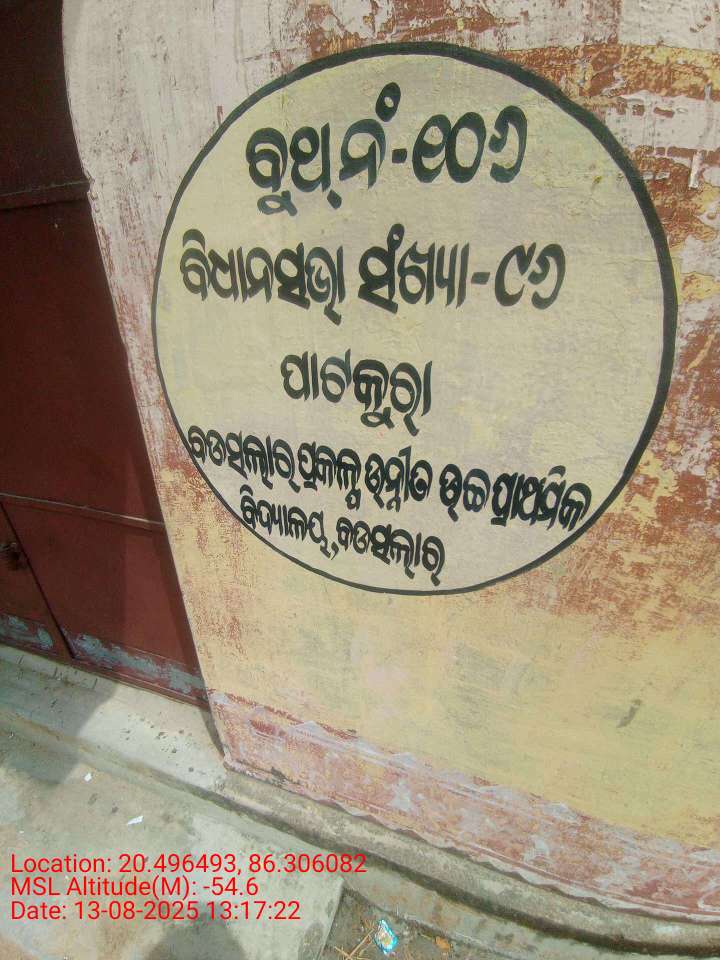 ବୁଥ୍ ନଂ-୧୦୬
ବିଧାନସଭା ସଂଖ୍ୟା-୯୬
ପାଟକୁରା
ବଡସଲାର ପ୍ରକଳ୍ପ ଉନ୍ନୀତ ଉଚ୍ଚ ପ୍ରାଥମିକ
ବିଦ୍ୟାଳୟ, ବଡସଲାର
Location: 20.496493, 86.306082
MSL Altitude(M): -54.6
Date: 13-08-2025 13:17:22